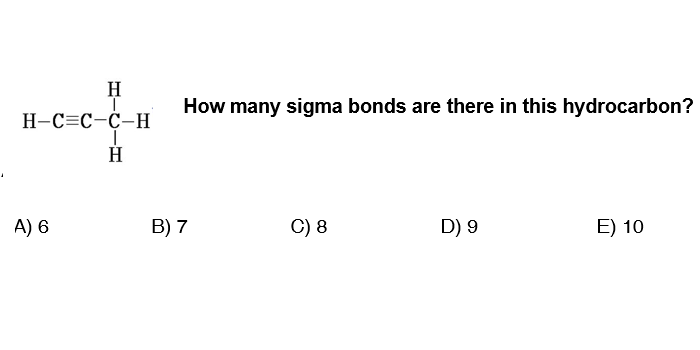 H
H-C≡C-C-H
H
How many sigma bonds are there in this hydrocarbon?
A) 6 B) 7 C) 8 D) 9 E) 10